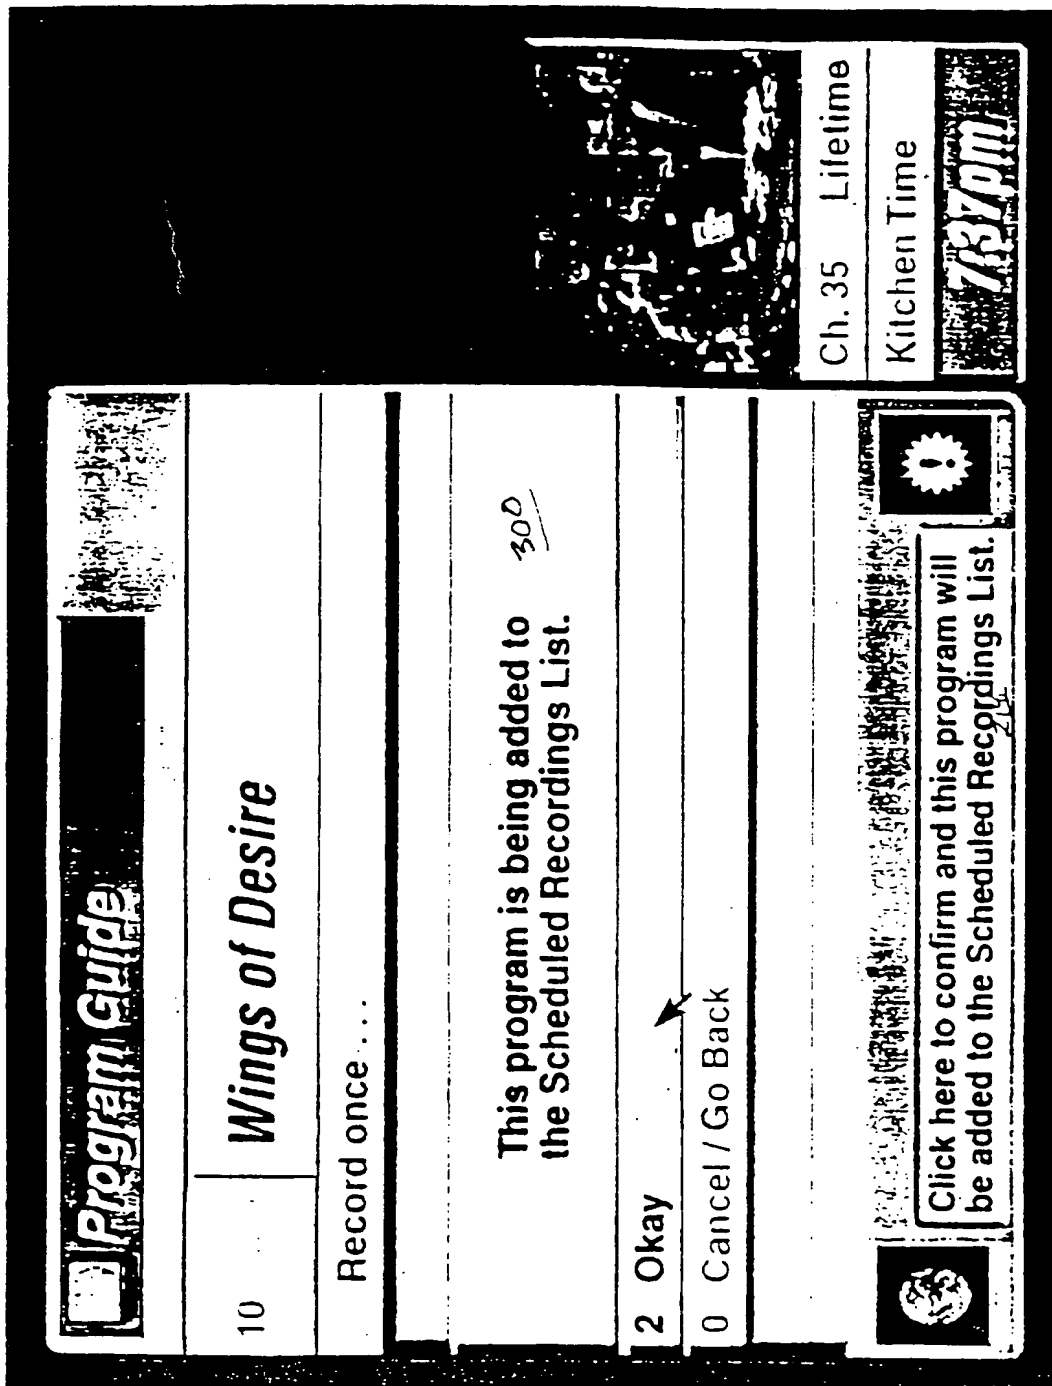 Program Guide
10
Wings of Desire
Record once ...
This program is being added to
the Scheduled Recordings List.
300
2 Okay
0 Cancel / Go Back
Click here to confirm and this program will
be added to the Scheduled Recordings List.
Ch. 35 Lifetime
Kitchen Time
7:37pm